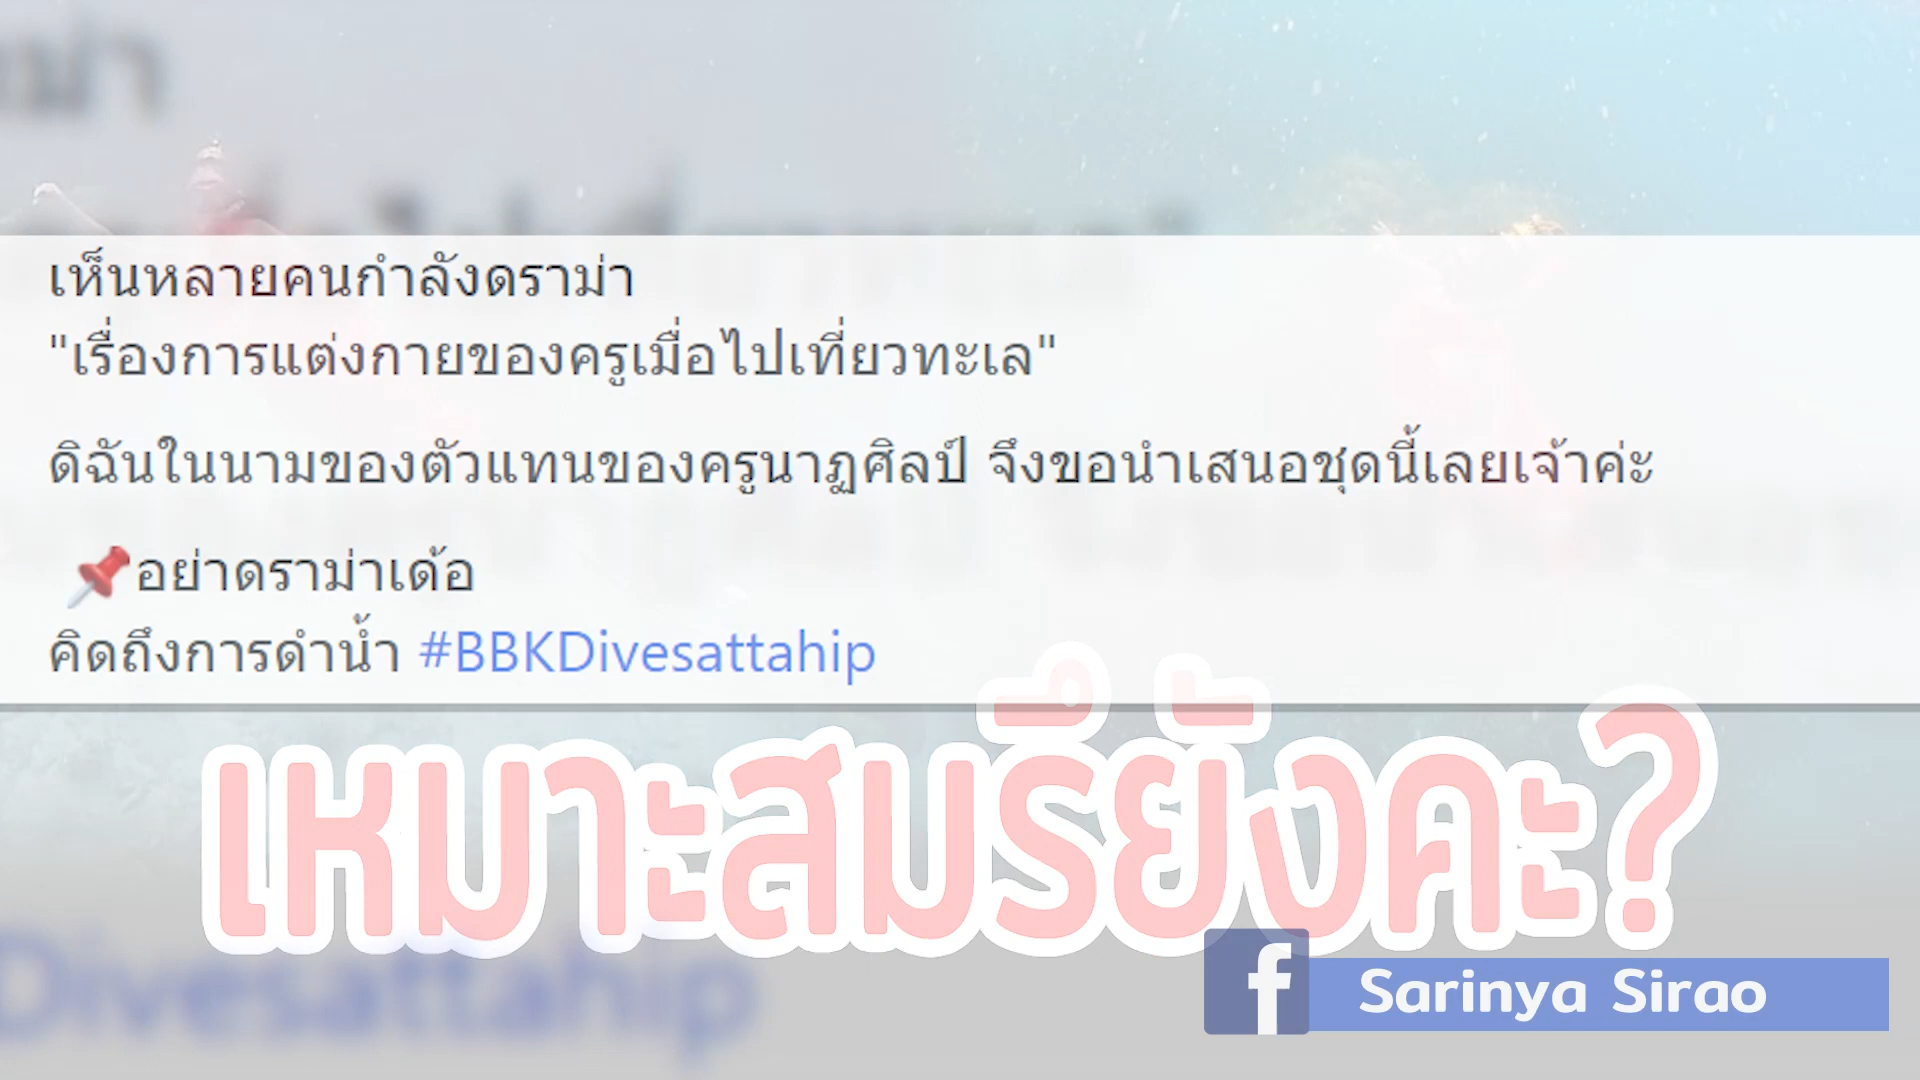 เห็นหลายคนกำลังดราม่า
"เรื่องการแต่งกายของครูเมื่อไปเที่ยวทะเล"
ดิฉันในนามของตัวแทนของครูนาฏศิลป์ จึงขอนำเสนอชุดนี้เลยเจ้าค่ะ
📌อย่าดราม่าเด้อ
คิดถึงการดำน้ำ #BBKDivesattahip
เหมาะสมรึยังคะ?
f Sarinya Sirao
Divesattahip